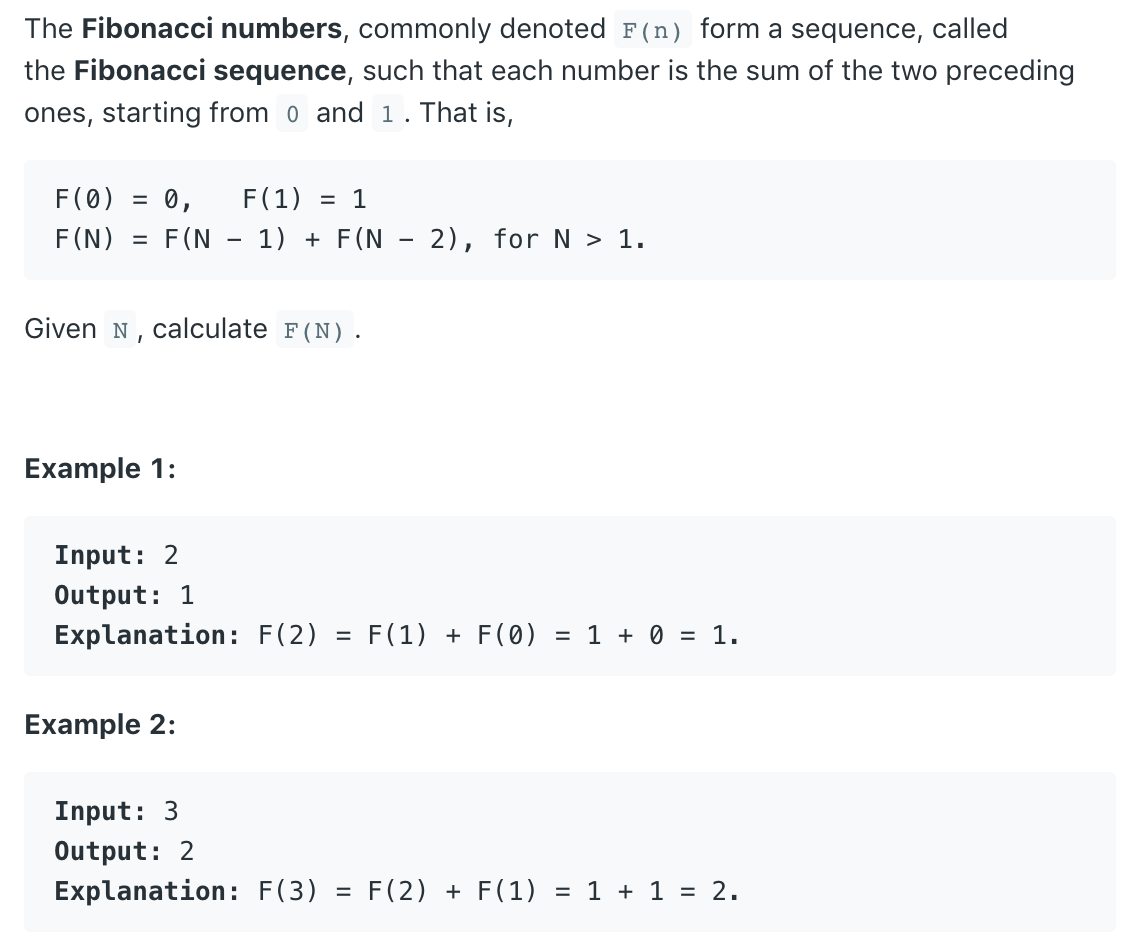 The Fibonacci numbers, commonly denoted F(n) form a sequence, called
the Fibonacci sequence, such that each number is the sum of the two preceding
ones, starting from 0 and 1. That is,
F(0) = 0,   F(1) = 1
F(N) = F(N − 1) + F(N − 2), for N > 1.
Given N, calculate F(N).
Example 1:
Input: 2
Output: 1
Explanation: F(2) = F(1) + F(0) = 1 + 0 = 1.
Example 2:
Input: 3
Output: 2
Explanation: F(3) = F(2) + F(1) = 1 + 1 = 2.